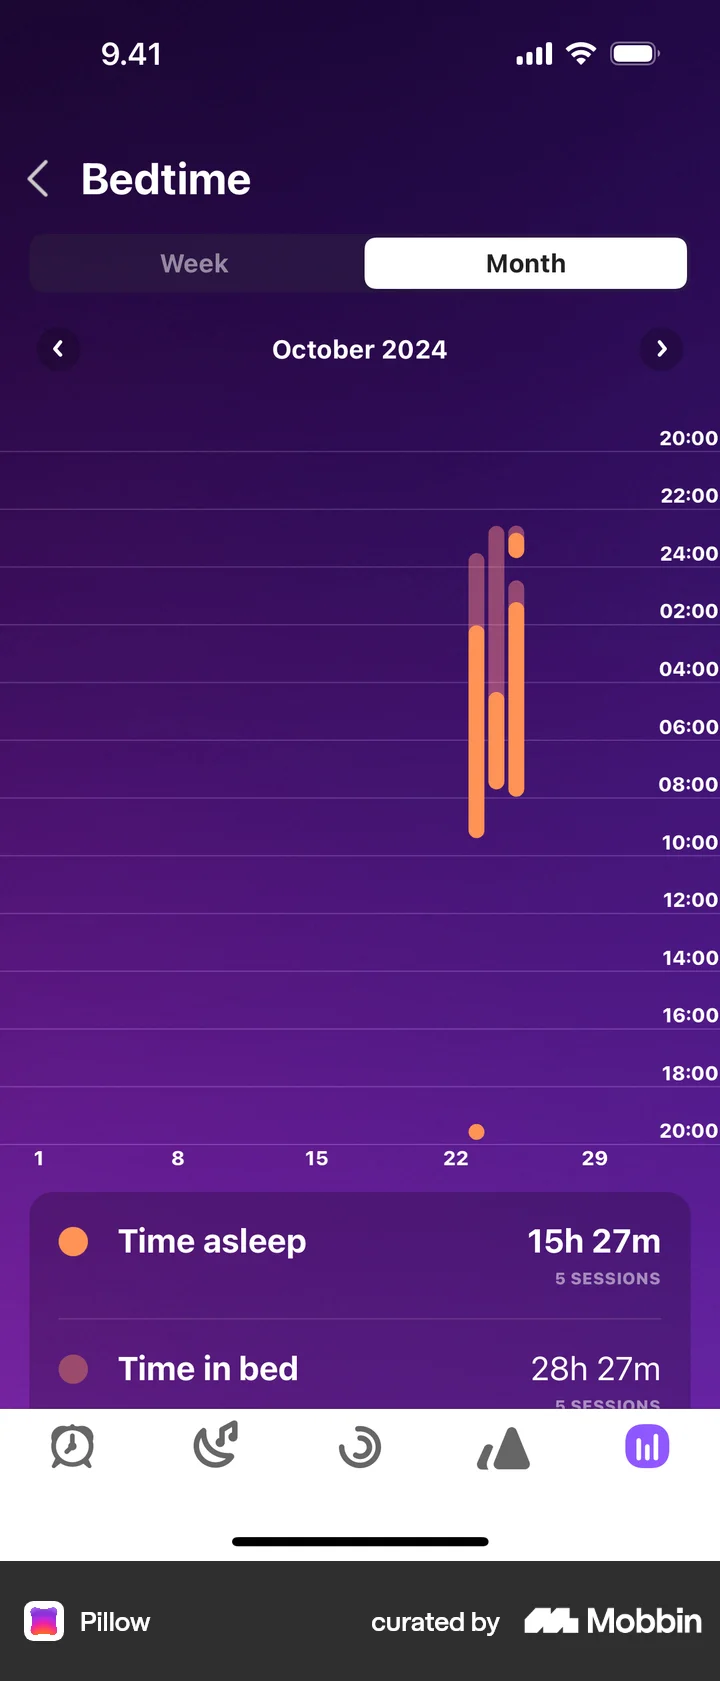 9.41
Bedtime
Week Month
October 2024
20:00
22:00
24:00
02:00
04:00
06:00
08:00
10:00
12:00
14:00
16:00
18:00
20:00
1 8 15 22 29
Time asleep 15h 27m
5 SESSIONS
Time in bed 28h 27m
5 SESSIONS
Pillow curated by Mobbin